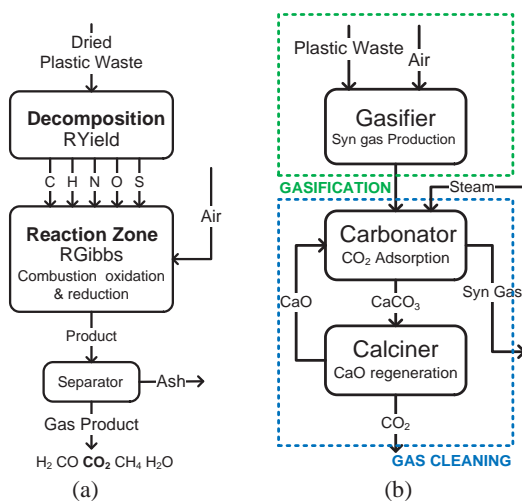 Dried
Plastic Waste
Decomposition
RYield
C H N O S
Air
Reaction Zone
RGibbs
Combustion oxidation
& reduction
Product
Separator
Ash
Gas Product
H₂ CO CO₂ CH₄ H₂O
(a)
Plastic Waste
Air
Gasifier
Syn gas Production
GASIFICATION
Steam
Carbonator
CO₂ Adsorption
CaO
CaCO₃
Syn Gas
Calciner
CaO regeneration
CO₂
GAS CLEANING
(b)